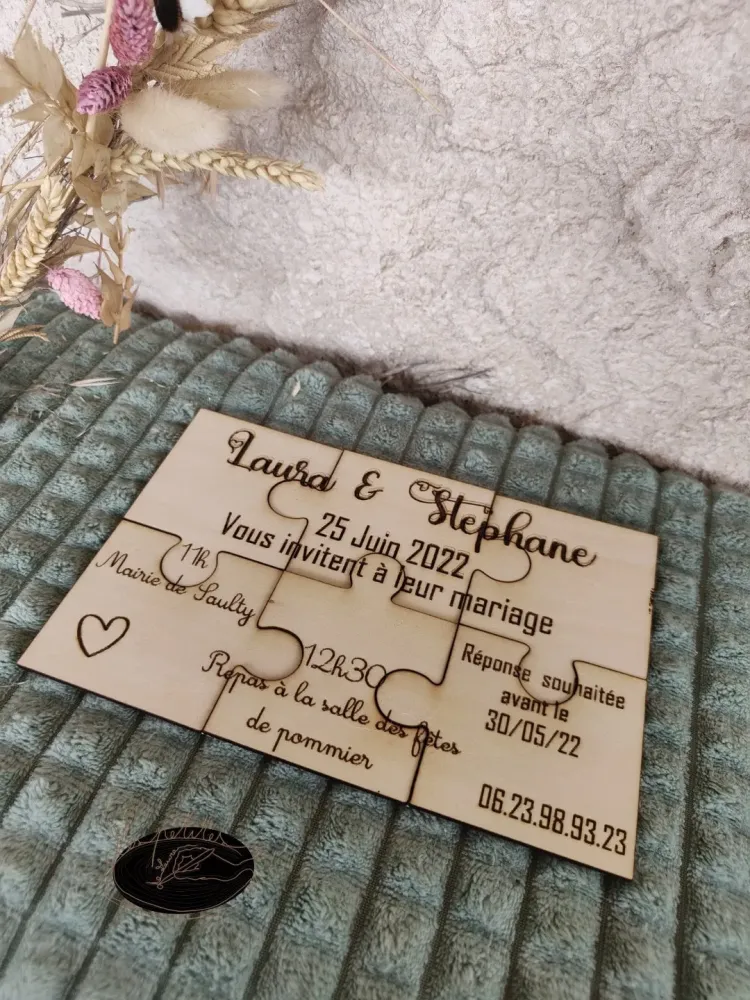 Laura & Stephane
25 Juin 2022
Vous invitent à leur mariage
11h
Mairie de Saulty
12h30
Repas à la salle des fêtes
de pommier
Réponse souhaitée
avant le
30/05/22
06.23.98.93.23